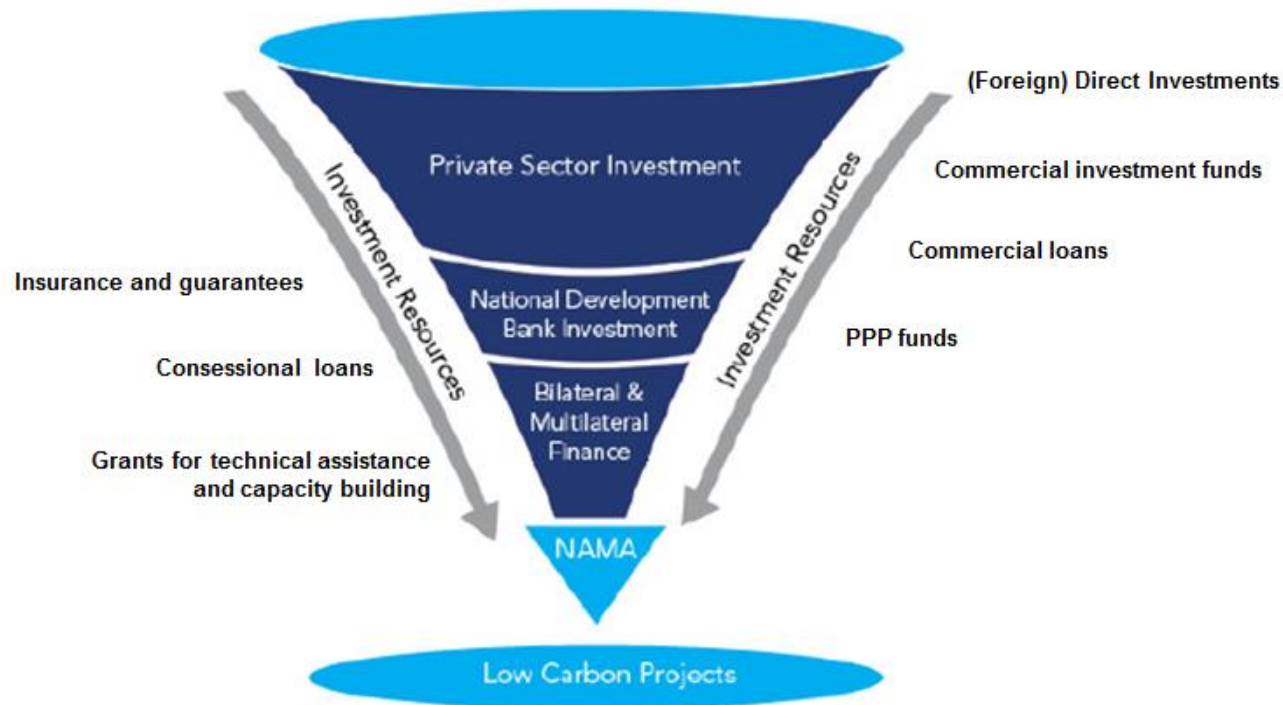 (Foreign) Direct Investments
Private Sector Investment
Commercial investment funds
Investment Resources
Investment Resources
Commercial loans
Insurance and guarantees
National Development
Bank Investment
PPP funds
Consessional loans
Bilateral &
Multilateral
Finance
Grants for technical assistance
and capacity building
NAMA
Low Carbon Projects